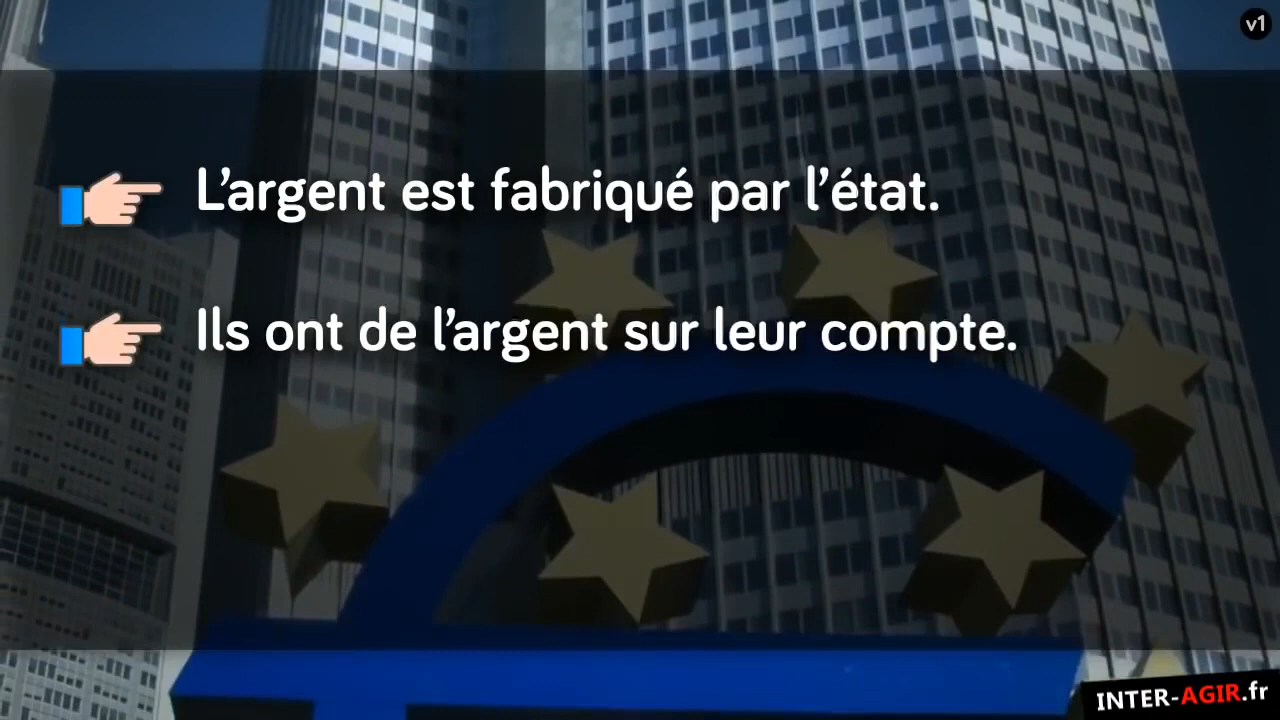 v1
L'argent est fabriqué par l'état.
Ils ont de l'argent sur leur compte.
INTER-AGIR.fr